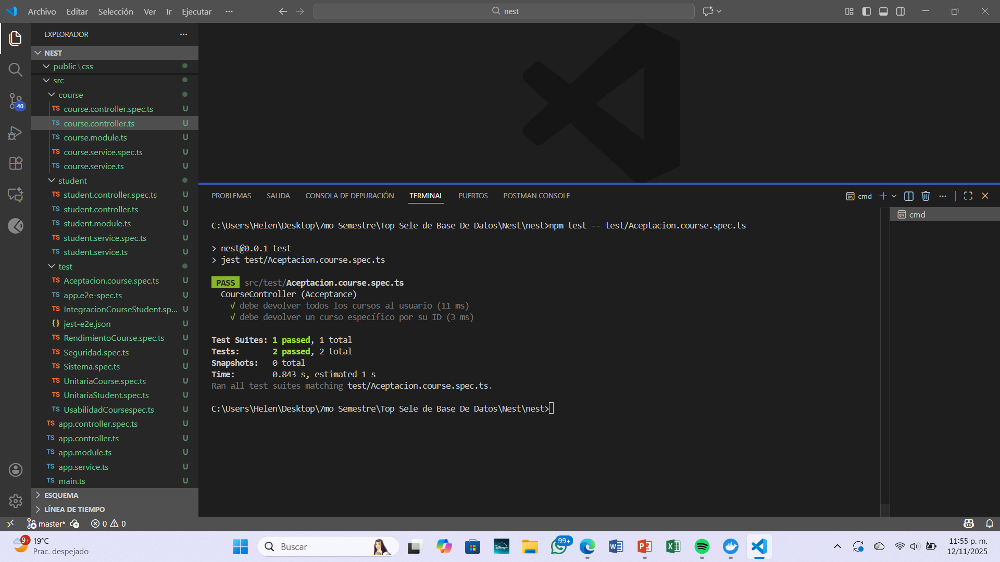 Archivo Editar Selección Ver Ir Ejecutar ···
nest
EXPLORADOR
NEST
public\css
src
course
TS course.controller.spec.ts U
TS course.controller.ts U
TS course.module.ts U
TS course.service.spec.ts U
TS course.service.ts U
student
TS student.controller.spec.ts U
TS student.controller.ts U
TS student.module.ts U
TS student.service.spec.ts U
TS student.service.ts U
test
TS Aceptacion.course.spec.ts U
TS app.e2e-spec.ts U
TS IntegracionCourseStudent.sp... U
{} jest-e2e.json U
TS RendimientoCourse.spec.ts U
TS Seguridad.spec.ts U
TS Sistema.spec.ts U
TS UnitariaCourse.spec.ts U
TS UnitariaStudent.spec.ts U
TS UsabilidadCoursespec.ts U
TS app.controller.spec.ts U
TS app.controller.ts U
TS app.module.ts U
TS app.service.ts U
TS main.ts U
ESQUEMA
LÍNEA DE TIEMPO
40
PROBLEMAS SALIDA CONSOLA DE DEPURACIÓN TERMINAL PUERTOS POSTMAN CONSOLE
cmd
cmd
C:\Users\Helen\Desktop\7mo Semestre\Top Sele de Base De Datos\Nest\nest>npm test -- test/Aceptacion.course.spec.ts
> nest@0.0.1 test
> jest test/Aceptacion.course.spec.ts
PASS src/test/Aceptacion.course.spec.ts
CourseController (Acceptance)
√ debe devolver todos los cursos al usuario (11 ms)
√ debe devolver un curso específico por su ID (3 ms)
Test Suites: 1 passed, 1 total
Tests: 2 passed, 2 total
Snapshots: 0 total
Time: 0.843 s, estimated 1 s
Ran all test suites matching test/Aceptacion.course.spec.ts.
C:\Users\Helen\Desktop\7mo Semestre\Top Sele de Base De Datos\Nest\nest>
master* 0 0
9+
19°C
Prac. despejado
Buscar
Disney+
99+
11:55 p. m.
12/11/2025